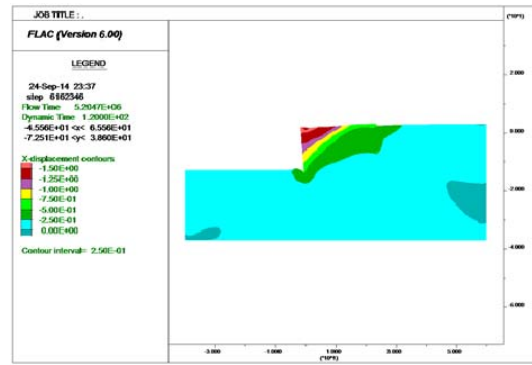 JOB TITLE : .
FLAC (Version 6.00)
LEGEND
24-Sep-14 23:37
step 6962346
Flow Time 5.2047E+06
Dynamic Time 1.2000E+02
-4.556E+01 <x< 6.556E+01
-7.251E+01 <y< 3.860E+01
X-displacement contours
-1.50E+00
-1.25E+00
-1.00E+00
-7.50E-01
-5.00E-01
-2.50E-01
0.00E+00
Contour interval= 2.50E-01
(*10^1)
2.000
0.000
-2.000
-4.000
-6.000
-3.000 -1.000 1.000 3.000 5.000
(*10^1)